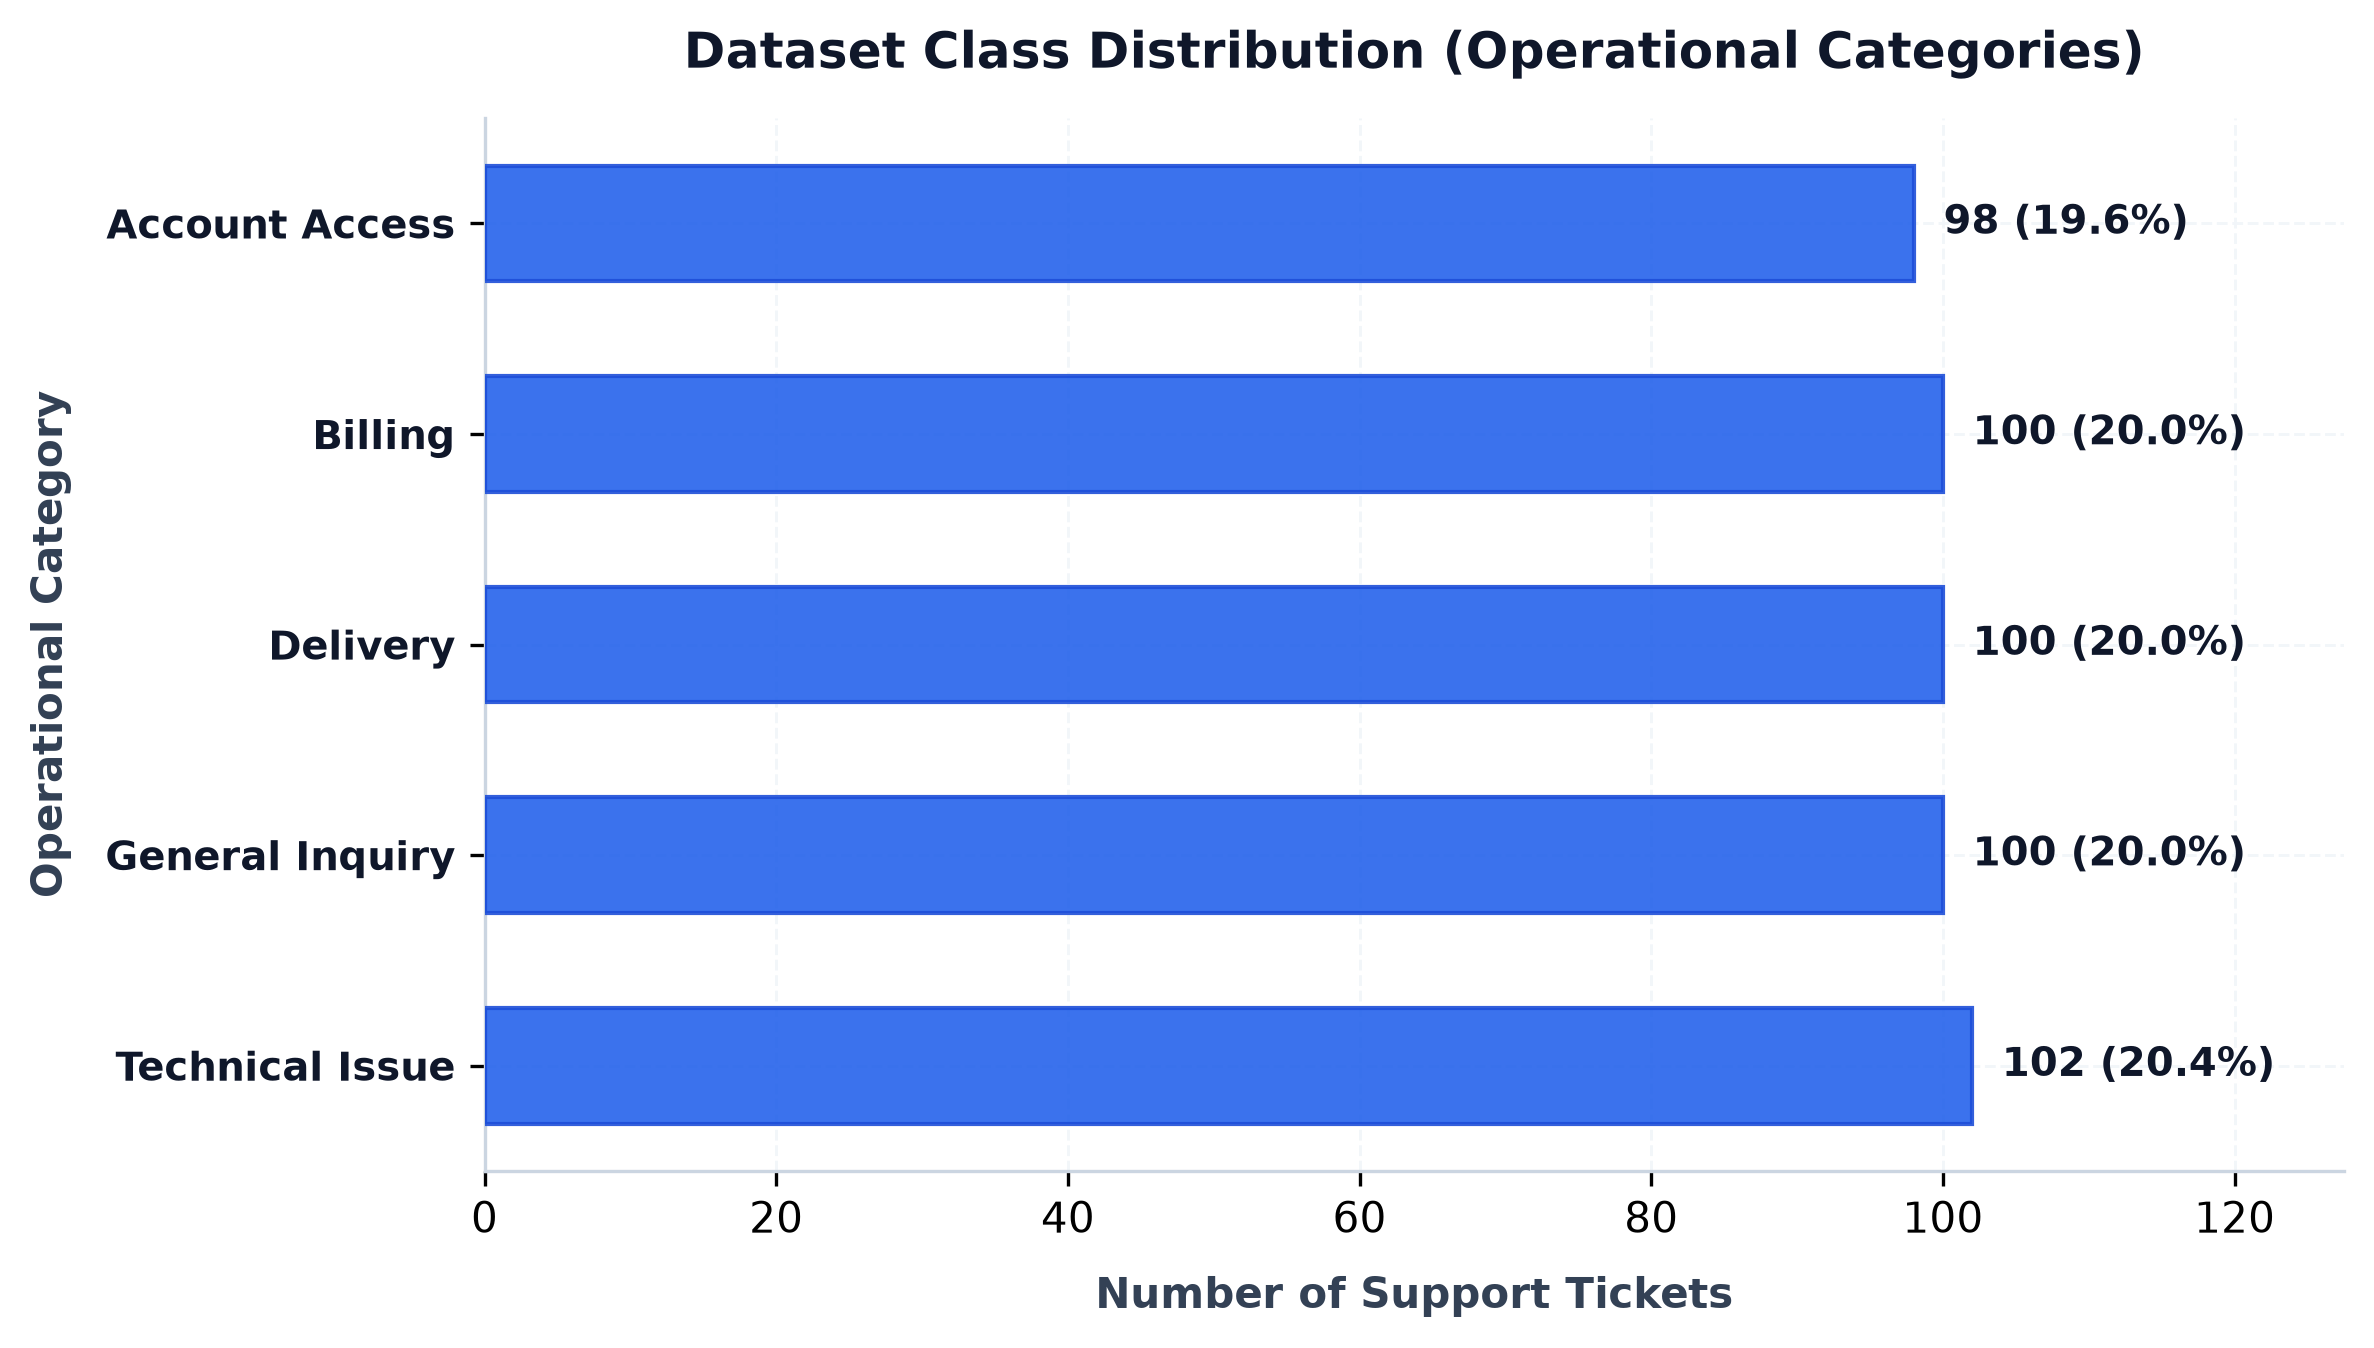 Dataset Class Distribution (Operational Categories)
Operational Category
Account Access
98 (19.6%)
Billing
100 (20.0%)
Delivery
100 (20.0%)
General Inquiry
100 (20.0%)
Technical Issue
102 (20.4%)
0 20 40 60 80 100 120
Number of Support Tickets